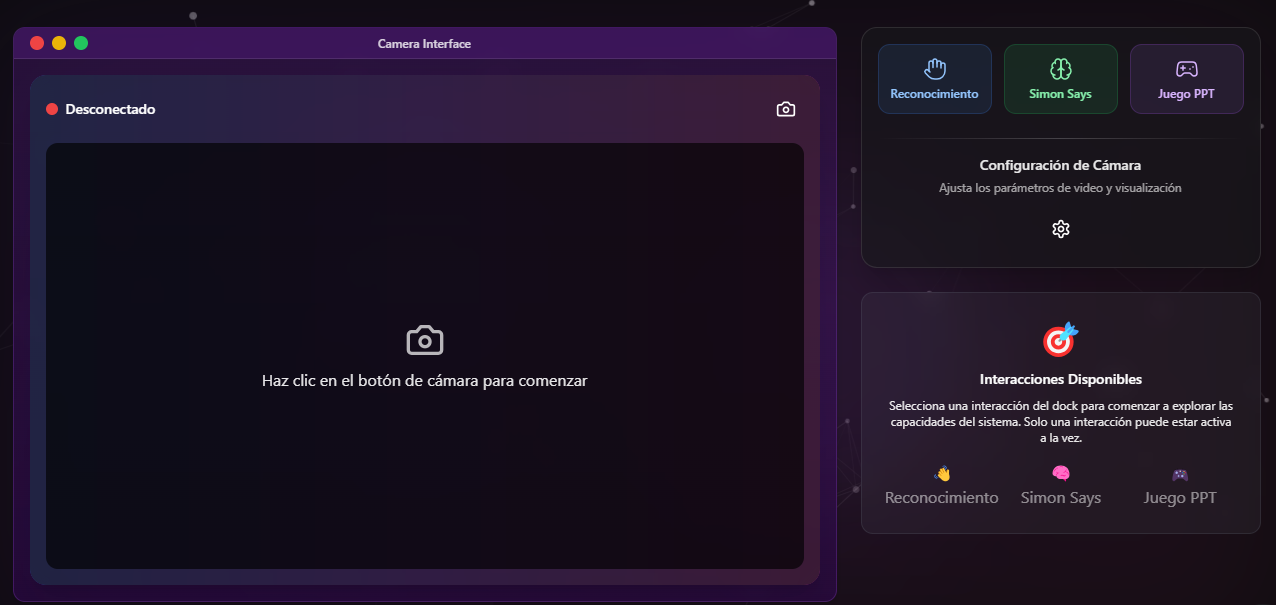 Camera Interface
Desconectado
Haz clic en el botón de cámara para comenzar
Reconocimiento
Simon Says
Juego PPT
Configuración de Cámara
Ajusta los parámetros de video y visualización
Interacciones Disponibles
Selecciona una interacción del dock para comenzar a explorar las
capacidades del sistema. Solo una interacción puede estar activa
a la vez.
Reconocimiento
Simon Says
Juego PPT